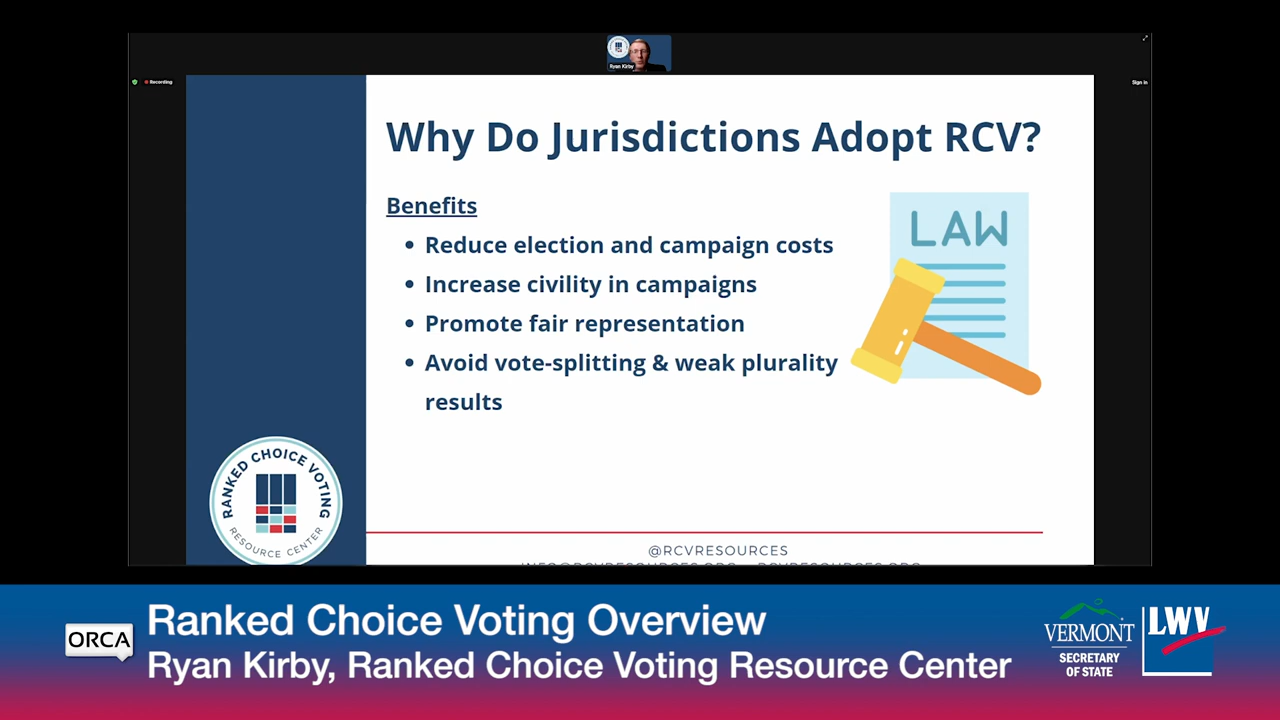 Ryan Kirby
Recording
Sign in
Why Do Jurisdictions Adopt RCV?
Benefits
• Reduce election and campaign costs
• Increase civility in campaigns
• Promote fair representation
• Avoid vote-splitting & weak plurality
results
LAW
RANKED CHOICE VOTING
RESOURCE CENTER
@RCVRESOURCES
ORCA
Ranked Choice Voting Overview
Ryan Kirby, Ranked Choice Voting Resource Center
VERMONT
SECRETARY
OF STATE
LWV